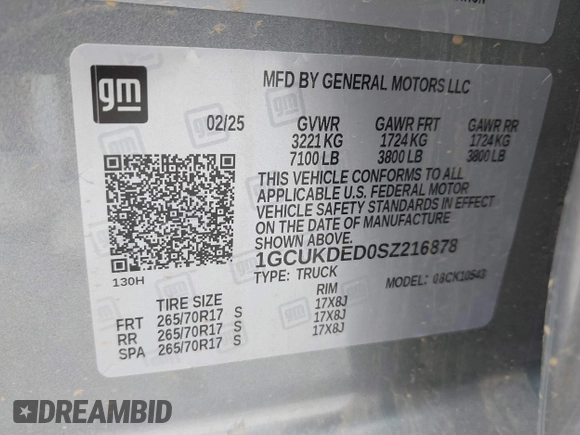 gm
MFD BY GENERAL MOTORS LLC
02/25 GVWR GAWR FRT GAWR RR
3221 KG 1724 KG 1724 KG
7100 LB 3800 LB 3800 LB
THIS VEHICLE CONFORMS TO ALL
APPLICABLE U.S. FEDERAL MOTOR
VEHICLE SAFETY STANDARDS IN EFFECT
ON THE DATE OF MANUFACTURE
SHOWN ABOVE.
1GCUKDED0SZ216878
130H TYPE: TRUCK MODEL: CK10543
TIRE SIZE RIM
FRT 265/70R17 S 17X8J
RR 265/70R17 S 17X8J
SPA 265/70R17 S 17X8J
DREAMBID